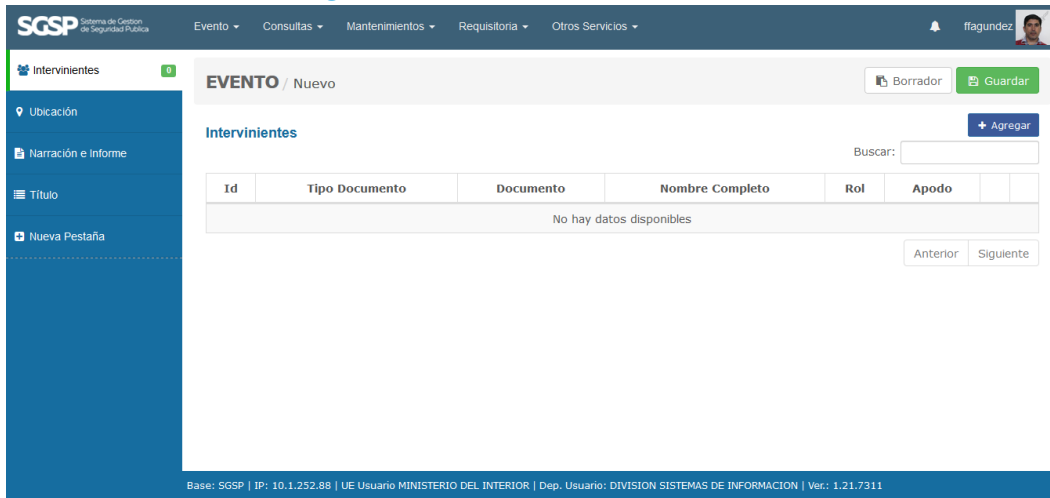 SGSP Sistema de Gestion
de Seguridad Publica
Evento Consultas Mantenimientos Requisitoria Otros Servicios ffagundez
Intervinientes 0
EVENTO / Nuevo Borrador Guardar
Ubicación
Intervinientes + Agregar
Narración e Informe
Buscar:
Título
Id Tipo Documento Documento Nombre Completo Rol Apodo
No hay datos disponibles
Nueva Pestaña
Anterior Siguiente
Base: SGSP | IP: 10.1.252.88 | UE Usuario MINISTERIO DEL INTERIOR | Dep. Usuario: DIVISION SISTEMAS DE INFORMACION | Ver.: 1.21.7311